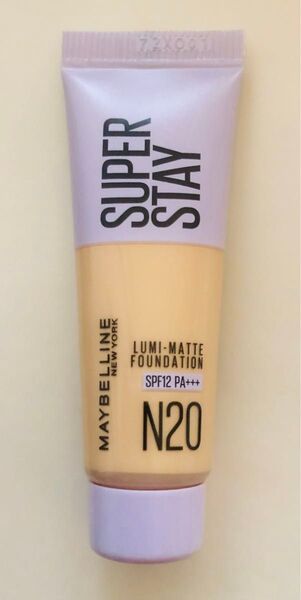 SUPER
STAY
MAYBELLINE
NEW YORK
LUMI-MATTE
FOUNDATION
SPF12 PA+++
N20